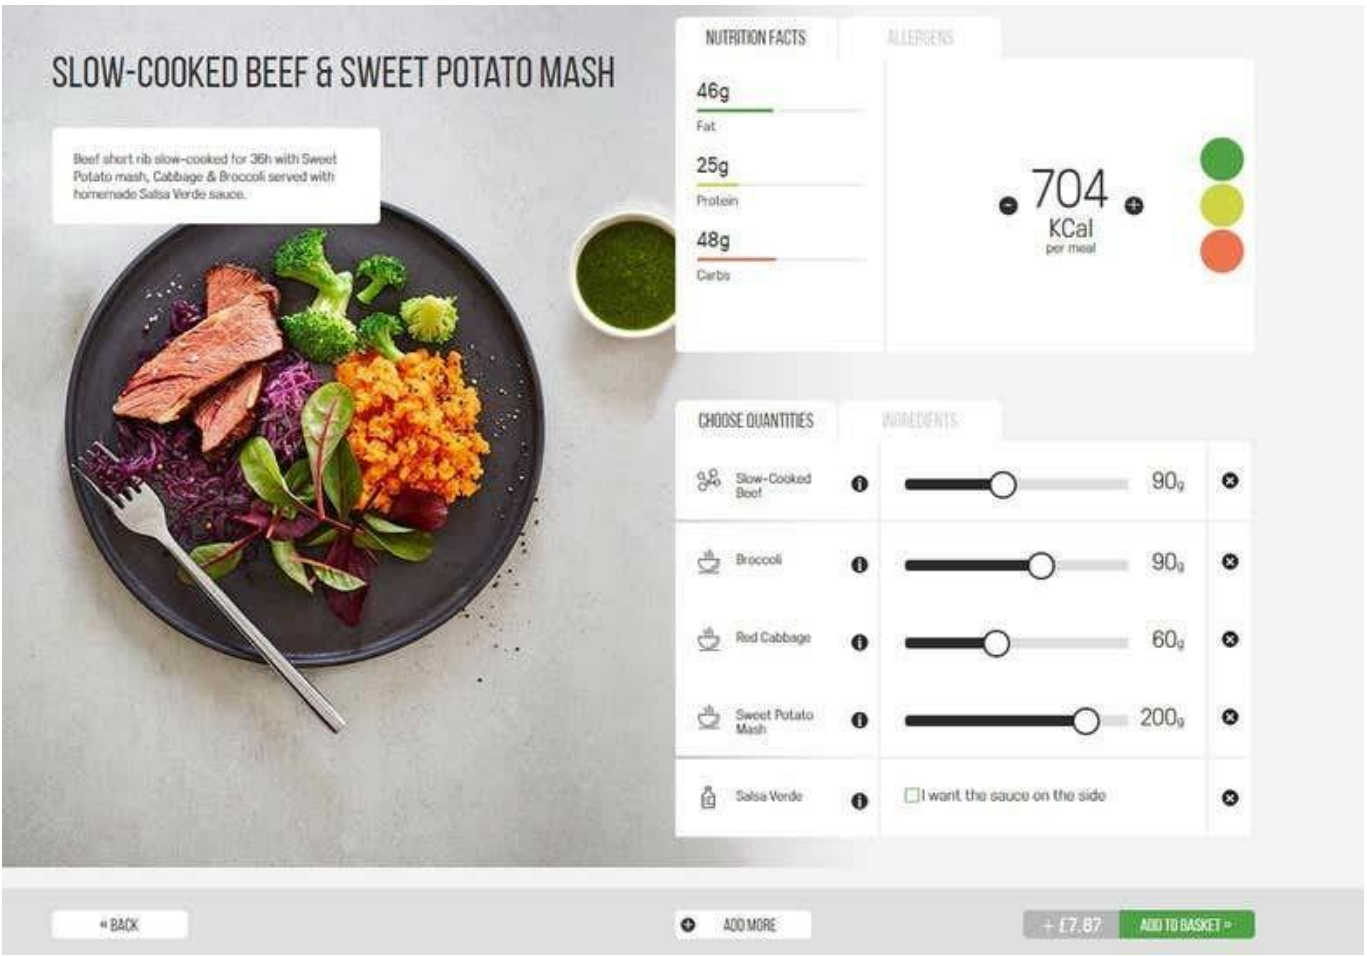 SLOW-COOKED BEEF & SWEET POTATO MASH
Beef short rib slow-cooked for 36h with Sweet
Potato mash, Cabbage & Broccoli served with
homemade Salsa Verde sauce.
NUTRITION FACTS
ALLERGENS
46g
Fat
25g
Protein
48g
Carbs
704
KCal
per meal
CHOOSE QUANTITIES
INGREDIENTS
Slow-Cooked
Beef
90g
Broccoli
90g
Red Cabbage
60g
Sweet Potato
Mash
200g
Salsa Verde
I want the sauce on the side
« BACK
ADD MORE
+ £7.87
ADD TO BASKET »